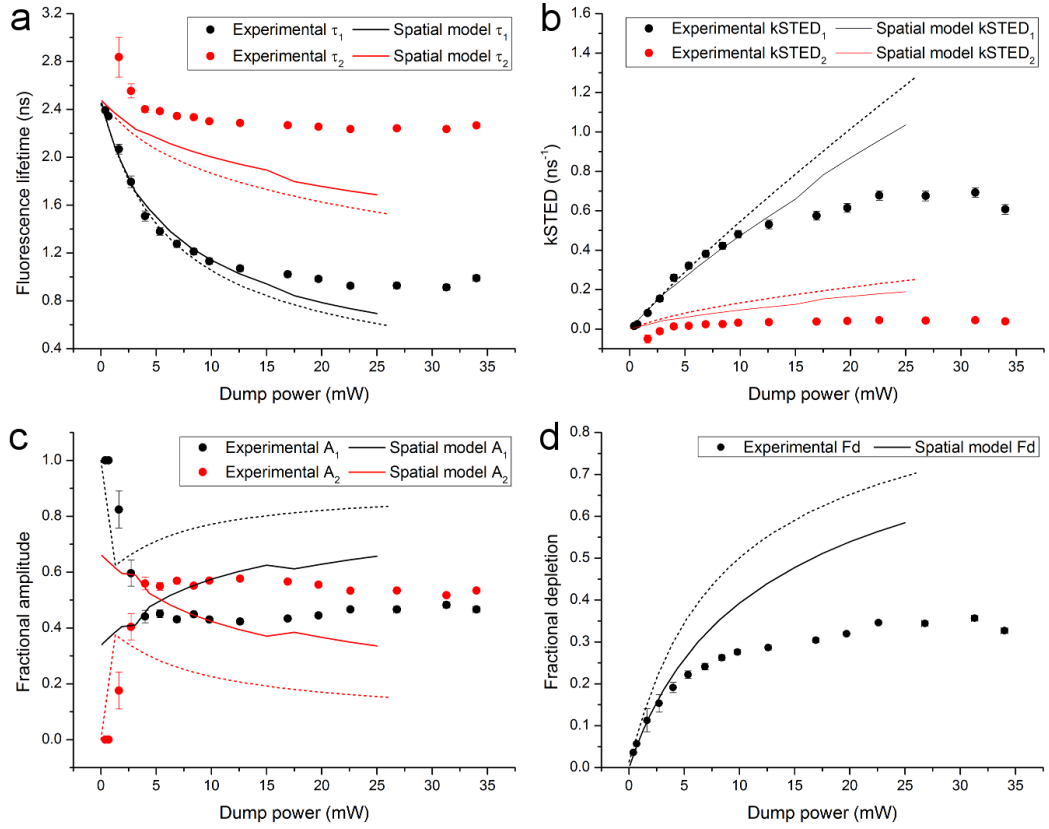 a
Experimental τ1 Spatial model τ1
Experimental τ2 Spatial model τ2
Fluorescence lifetime (ns)
3.2
2.8
2.4
2.0
1.6
1.2
0.8
0.4
0 5 10 15 20 25 30 35
Dump power (mW)
b
Experimental kSTED1 Spatial model kSTED1
Experimental kSTED2 Spatial model kSTED2
kSTED (ns-1)
1.6
1.4
1.2
1.0
0.8
0.6
0.4
0.2
0.0
0 5 10 15 20 25 30 35
Dump power (mW)
c
Experimental A1 Spatial model A1
Experimental A2 Spatial model A2
Fractional amplitude
1.0
0.8
0.6
0.4
0.2
0.0
0 5 10 15 20 25 30 35
Dump power (mW)
d
Experimental Fd Spatial model Fd
Fractional depletion
0.8
0.7
0.6
0.5
0.4
0.3
0.2
0.1
0.0
0 5 10 15 20 25 30 35
Dump power (mW)